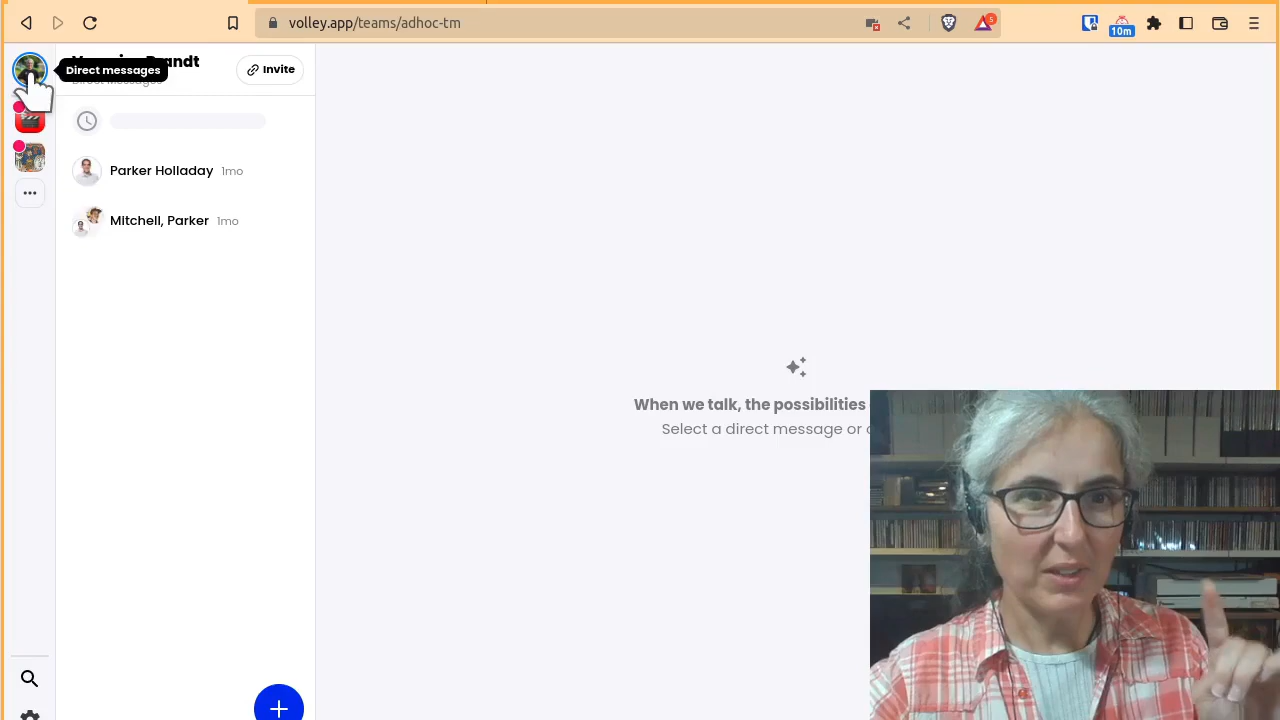 volley.app/teams/adhoc-tm
5
10m
Direct messages
Invite
Parker Holladay 1mo
Mitchell, Parker 1mo
When we talk, the possibilities
Select a direct message or